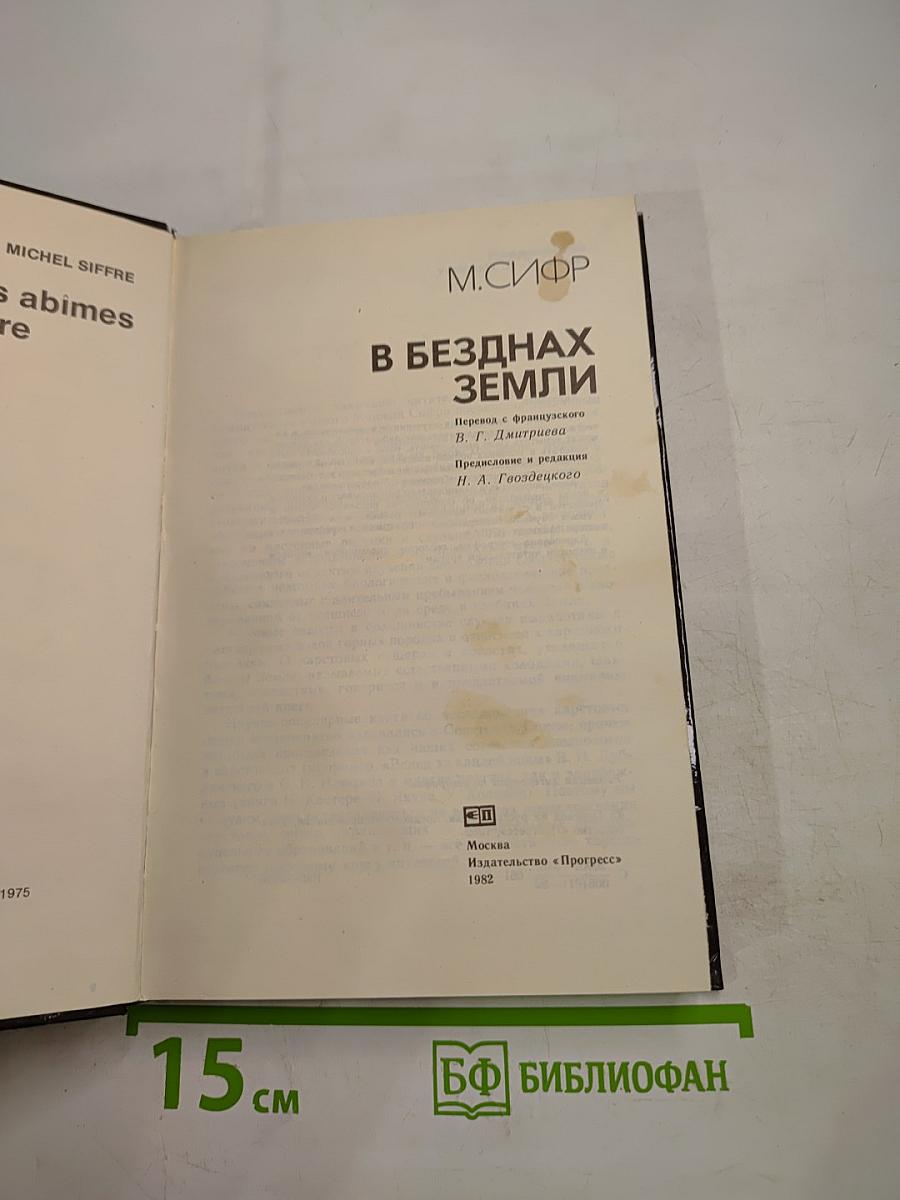 MICHEL SIFFRE
s abîmes
re
1975
М.СИФР
В БЕЗДНАХ
ЗЕМЛИ
Перевод с французского
В. Г. Дмитриева
Предисловие и редакция
Н. А. Гвоздецкого
Москва
Издательство «Прогресс»
1982
15 см
БФ БИБЛИОФАН